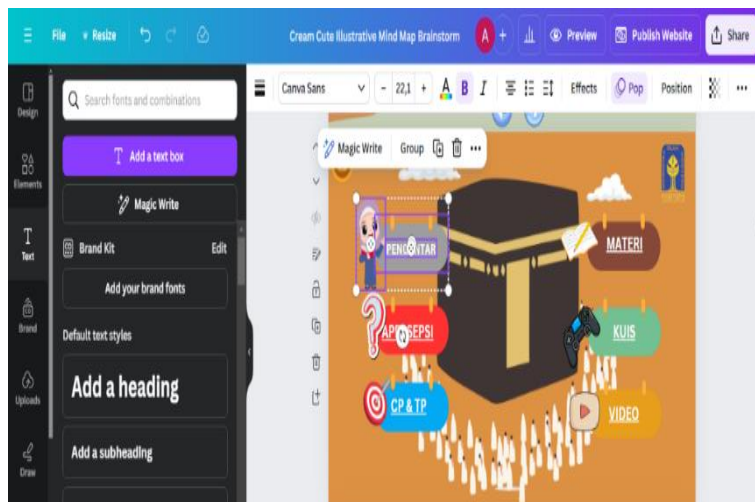 File
Resize
Cream Cute Illustrative Mind Map Brainstorm
A
+
Preview
Publish Website
Share
Design
Elements
Text
Brand
Uploads
Draw
Search fonts and combinations
T Add a text box
Magic Write
Brand Kit
Edit
Add your brand fonts
Default text styles
Add a heading
Add a subheading
Canva Sans
- 22,1 +
A B I
Effects
Pop
Position
Magic Write
Group
MATERI
KUIS
CP & TP
VIDEO